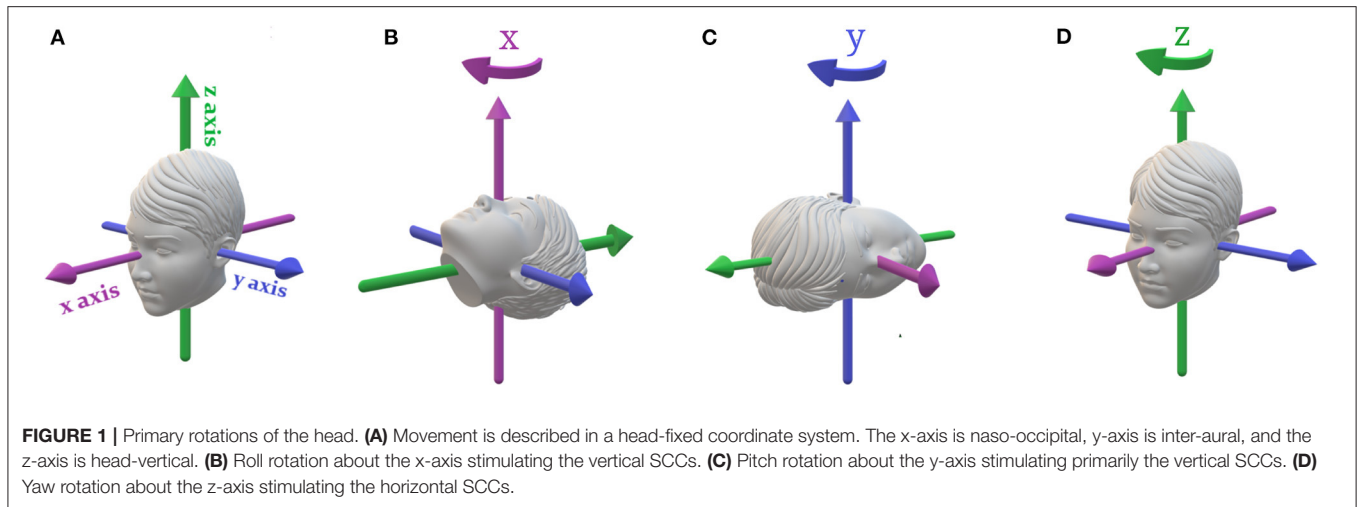 A
B
C
D
x
y
z
z axis
x axis
y axis
FIGURE 1 | Primary rotations of the head. (A) Movement is described in a head-fixed coordinate system. The x-axis is naso-occipital, y-axis is inter-aural, and the
z-axis is head-vertical. (B) Roll rotation about the x-axis stimulating the vertical SCCs. (C) Pitch rotation about the y-axis stimulating primarily the vertical SCCs. (D)
Yaw rotation about the z-axis stimulating the horizontal SCCs.